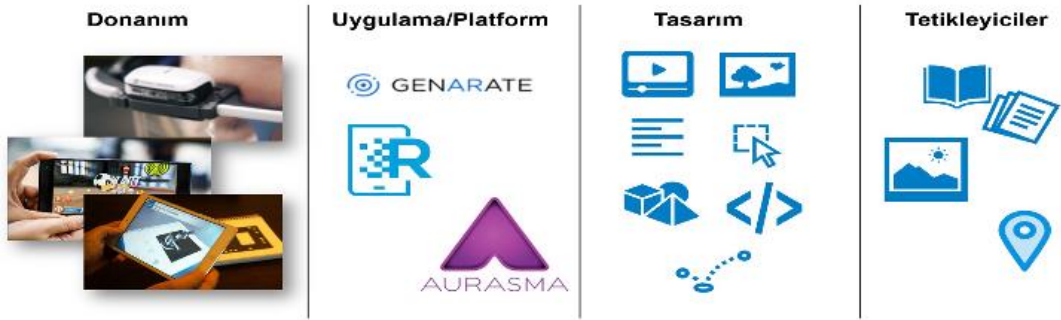 Donanım
Uygulama/Platform
Tasarım
Tetikleyiciler
GENARATE
R
AURASMA